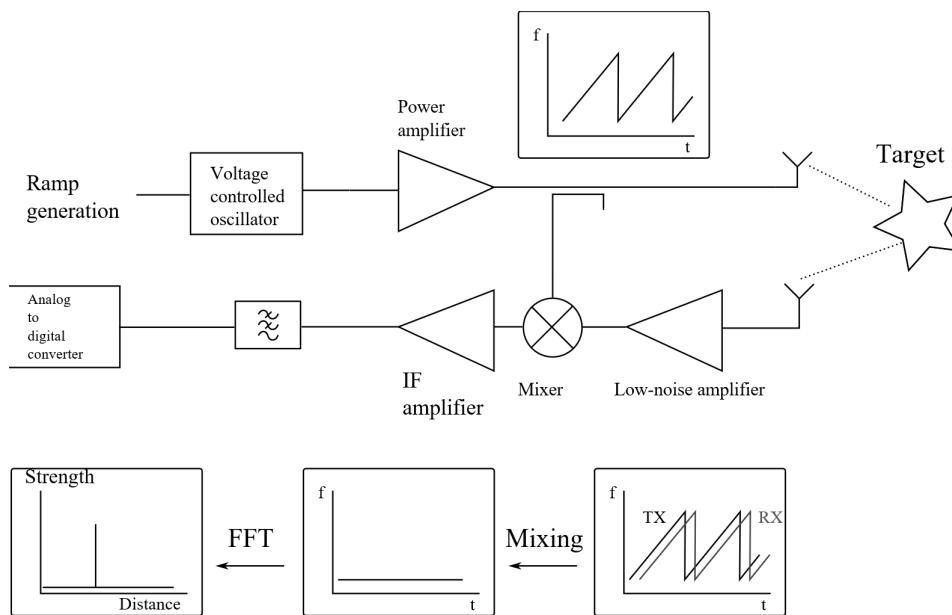 f
t
Power
amplifier
Target
Ramp
generation
Voltage
controlled
oscillator
Analog
to
digital
converter
IF
amplifier
Mixer
Low-noise amplifier
Strength
Distance
FFT
f
t
Mixing
f
TX
RX
t